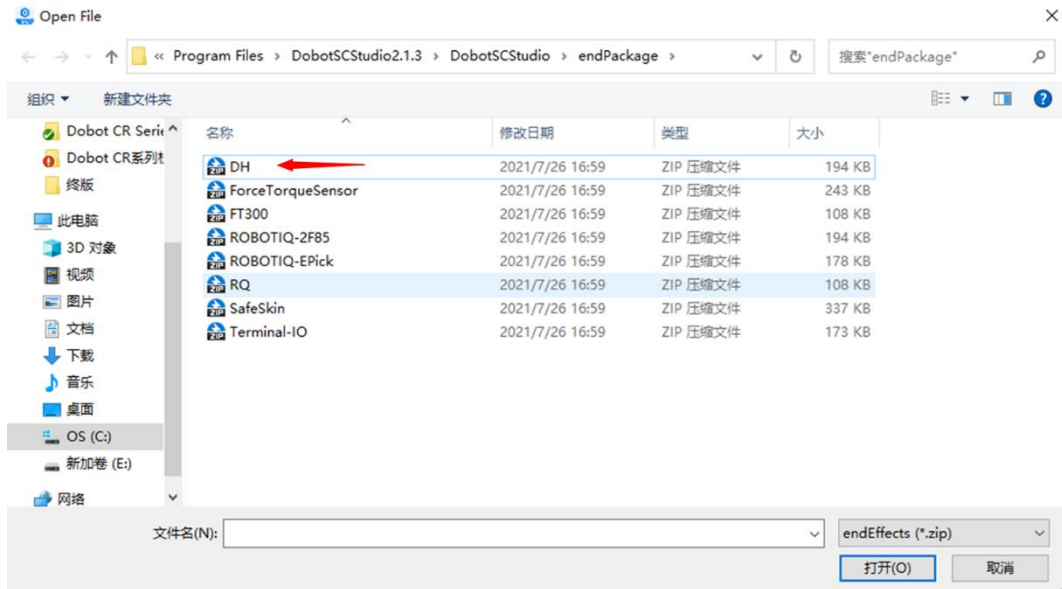 Open File
« Program Files > DobotSCStudio2.1.3 > DobotSCStudio > endPackage >
搜索"endPackage"
组织
新建文件夹
名称 修改日期 类型 大小
Dobot CR Serie
Dobot CR系列
终版
此电脑
3D 对象
视频
图片
文档
下载
音乐
桌面
OS (C:)
新加卷 (E:)
网络
DH 2021/7/26 16:59 ZIP 压缩文件 194 KB
ForceTorqueSensor 2021/7/26 16:59 ZIP 压缩文件 243 KB
FT300 2021/7/26 16:59 ZIP 压缩文件 108 KB
ROBOTIQ-2F85 2021/7/26 16:59 ZIP 压缩文件 194 KB
ROBOTIQ-EPick 2021/7/26 16:59 ZIP 压缩文件 178 KB
RQ 2021/7/26 16:59 ZIP 压缩文件 108 KB
SafeSkin 2021/7/26 16:59 ZIP 压缩文件 337 KB
Terminal-IO 2021/7/26 16:59 ZIP 压缩文件 173 KB
文件名(N):
endEffects (*.zip)
打开(O)
取消